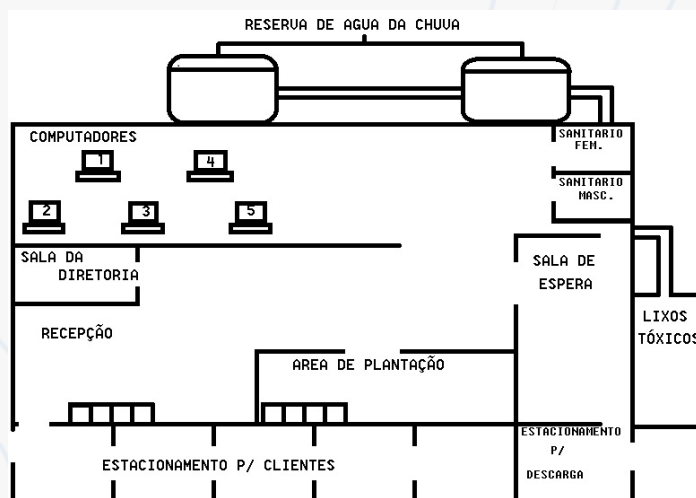 RESERVA DE AGUA DA CHUVA
COMPUTADORES
1
4
2
3
5
SANITARIO
FEM.
SANITARIO
MASC.
SALA DA
DIRETORIA
SALA DE
ESPERA
LIXOS
TÓXICOS
RECEPÇÃO
AREA DE PLANTAÇÃO
ESTACIONAMENTO P/ CLIENTES
ESTACIONAMENTO
P/
DESCARGA